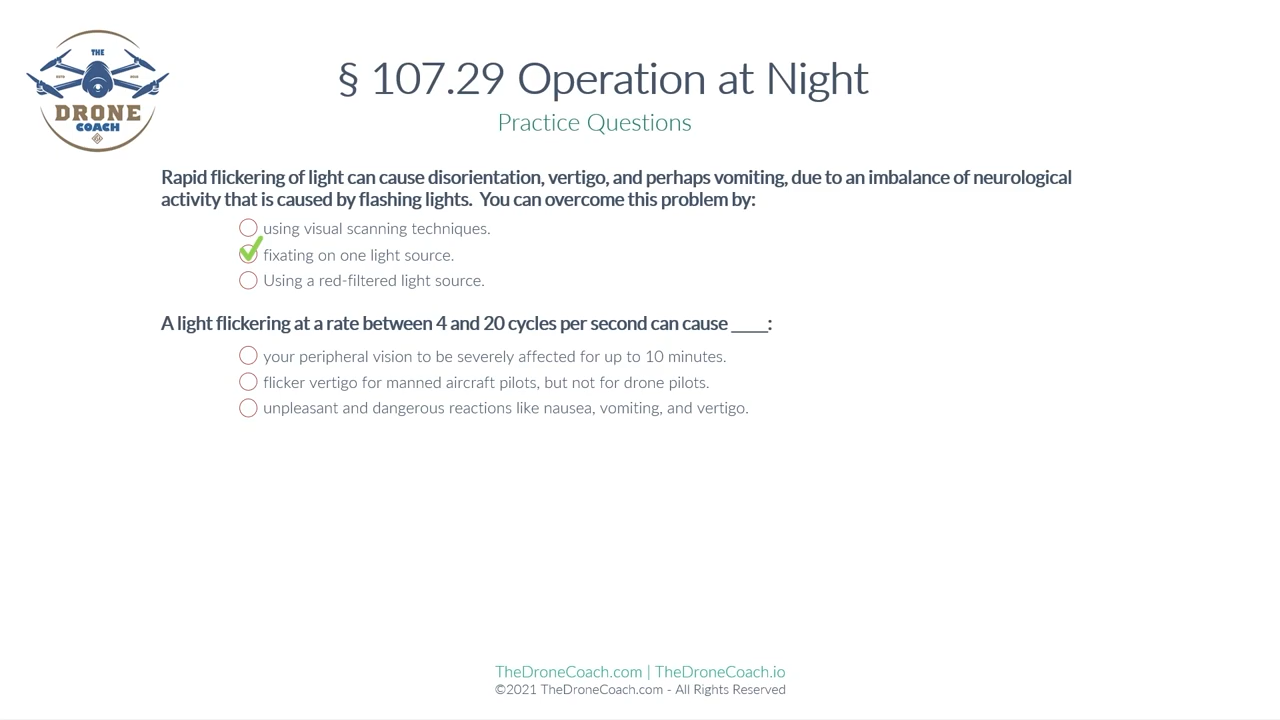 THE
DRONE
COACH
§ 107.29 Operation at Night
Practice Questions
Rapid flickering of light can cause disorientation, vertigo, and perhaps vomiting, due to an imbalance of neurological
activity that is caused by flashing lights.  You can overcome this problem by:
using visual scanning techniques.
fixating on one light source.
Using a red-filtered light source.
A light flickering at a rate between 4 and 20 cycles per second can cause ____:
your peripheral vision to be severely affected for up to 10 minutes.
flicker vertigo for manned aircraft pilots, but not for drone pilots.
unpleasant and dangerous reactions like nausea, vomiting, and vertigo.
TheDroneCoach.com | TheDroneCoach.io
©2021 TheDroneCoach.com - All Rights Reserved